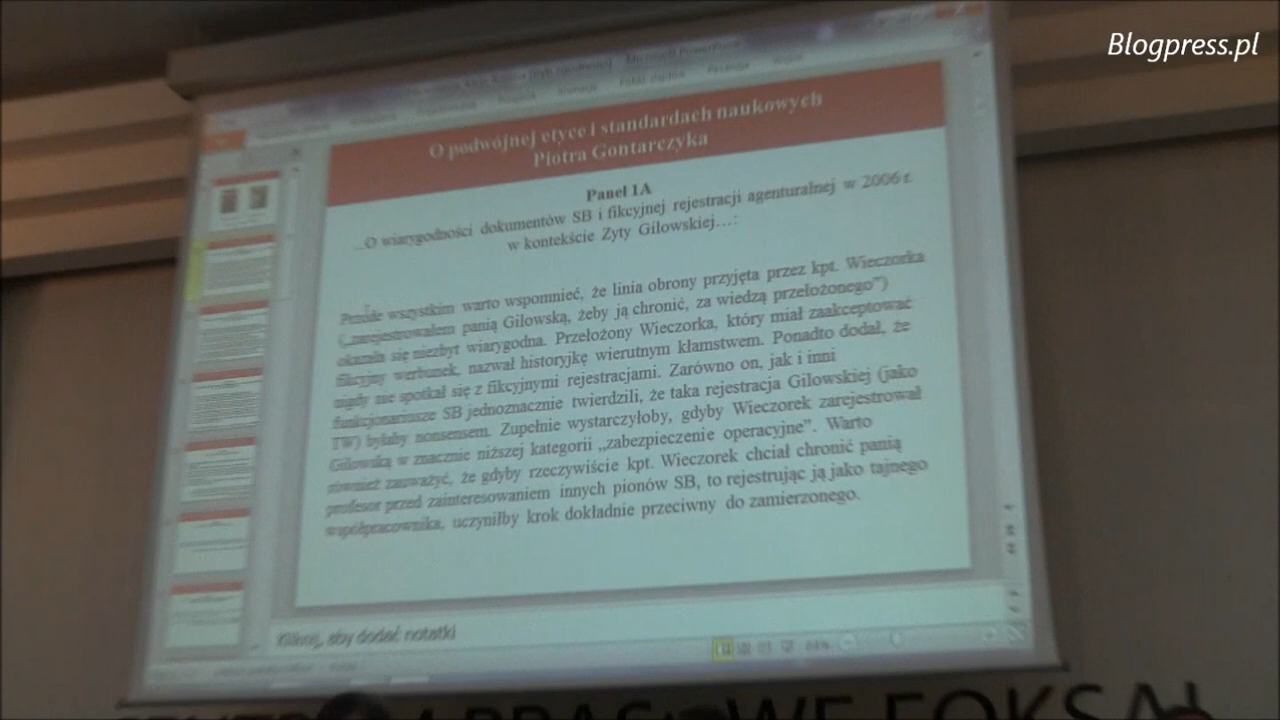 Blogpress.pl
Microsoft PowerPoint
O podwójnej etyce i standardach naukowych
Piotra Gontarczyka
Panel 1A
...O wiarygodności dokumentów SB i fikcyjnej rejestracji agenturalnej w 2006 r.
w kontekście Zyty Gilowskiej...:
Przede wszystkim warto wspomnieć, że linia obrony przyjęta przez kpt. Wieczorka
(„zarejestrowałem panią Gilowską, żeby ją chronić, za wiedzą przełożonego")
okazała się niezbyt wiarygodna. Przełożony Wieczorka, który miał zaakceptować
fikcyjny werbunek, nazwał historyjkę wierutnym kłamstwem. Ponadto dodał, że
nigdy nie spotkał się z fikcyjnymi rejestracjami. Zarówno on, jak i inni
funkcjonariusze SB jednoznacznie twierdzili, że taka rejestracja Gilowskiej (jako
TW) byłaby nonsensem. Zupełnie wystarczyłoby, gdyby Wieczorek zarejestrował
Gilowską w znacznie niższej kategorii „zabezpieczenie operacyjne". Warto
również zauważyć, że gdyby rzeczywiście kpt. Wieczorek chciał chronić panią
profesor przed zainteresowaniem innych pionów SB, to rejestrując ją jako tajnego
współpracownika, uczyniłby krok dokładnie przeciwny do zamierzonego.
Kliknij, aby dodać notatki
PRASOWE FOKSAL